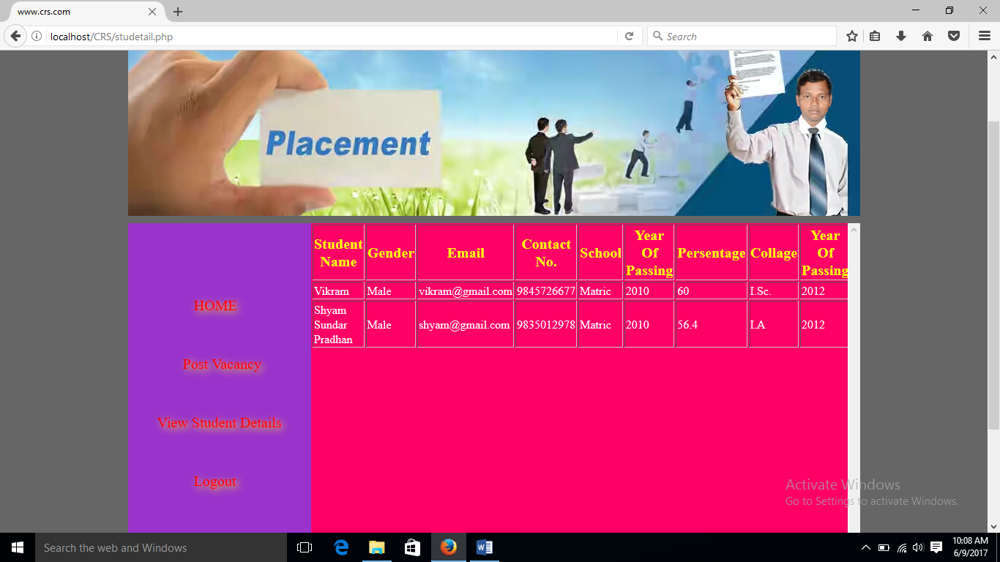 www.crs.com
localhost/CRS/studetail.php
Search
Placement
Student Name Gender Email Contact No. School Year Of Passing Persentage Collage Year Of Passing
Vikram Male vikram@gmail.com 9845726677 Matric 2010 60 I.Sc. 2012
Shyam Sundar Pradhan Male shyam@gmail.com 9835012978 Matric 2010 56.4 I.A 2012
HOME
Post Vacancy
View Student Details
Logout
Activate Windows
Go to Settings to activate Windows.
Search the web and Windows
10:08 AM
6/9/2017